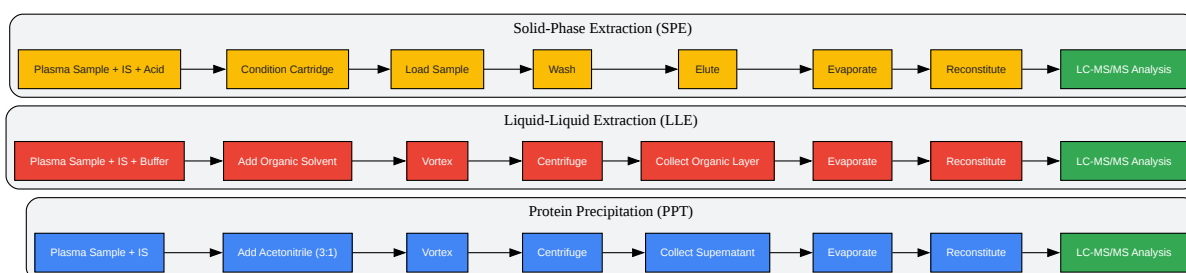 Solid-Phase Extraction (SPE)
Plasma Sample + IS + Acid
Condition Cartridge
Load Sample
Wash
Elute
Evaporate
Reconstitute
LC-MS/MS Analysis
Liquid-Liquid Extraction (LLE)
Plasma Sample + IS + Buffer
Add Organic Solvent
Vortex
Centrifuge
Collect Organic Layer
Evaporate
Reconstitute
LC-MS/MS Analysis
Protein Precipitation (PPT)
Plasma Sample + IS
Add Acetonitrile (3:1)
Vortex
Centrifuge
Collect Supernatant
Evaporate
Reconstitute
LC-MS/MS Analysis